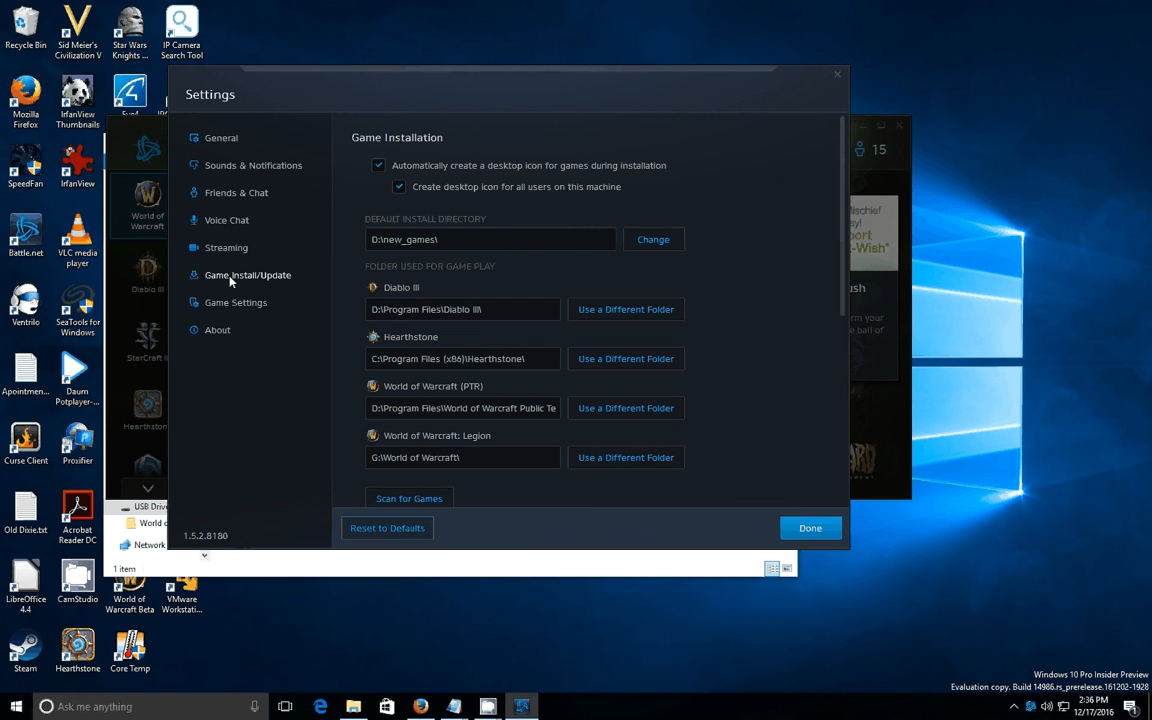 Recycle Bin
Sid Meier's
Civilization V
Star Wars
Knights ...
IP Camera
Search Tool
Mozilla
Firefox
IrfanView
Thumbnails
SpeedFan
IrfanView
Battle.net
VLC media
player
Ventrilo
SeaTools for
Windows
Apointmen...
Daum
Potplayer-...
Curse Client
Proxifier
Old Dixie.txt
Acrobat
Reader DC
LibreOffice
4.4
CamStudio
World of
Warcraft Beta
VMware
Workstati...
Steam
Hearthstone
Core Temp
World of
Warcraft
Diablo III
StarCraft II
Hearthston
Settings
General
Sounds & Notifications
Friends & Chat
Voice Chat
Streaming
Game Install/Update
Game Settings
About
1.5.2.8180
Game Installation
Automatically create a desktop icon for games during installation
Create desktop icon for all users on this machine
DEFAULT INSTALL DIRECTORY
D:\new_games\
Change
FOLDER USED FOR GAME PLAY
Diablo III
D:\Program Files\Diablo III\
Use a Different Folder
Hearthstone
C:\Program Files (x86)\Hearthstone\
Use a Different Folder
World of Warcraft (PTR)
D:\Program Files\World of Warcraft Public Te
Use a Different Folder
World of Warcraft: Legion
G:\World of Warcraft\
Use a Different Folder
Scan for Games
Reset to Defaults
Done
15
USB Drive
World o
Network
1 item
Windows 10 Pro Insider Preview
Evaluation copy. Build 14986.rs_prerelease.161202-1928
Ask me anything
2:36 PM
12/17/2016